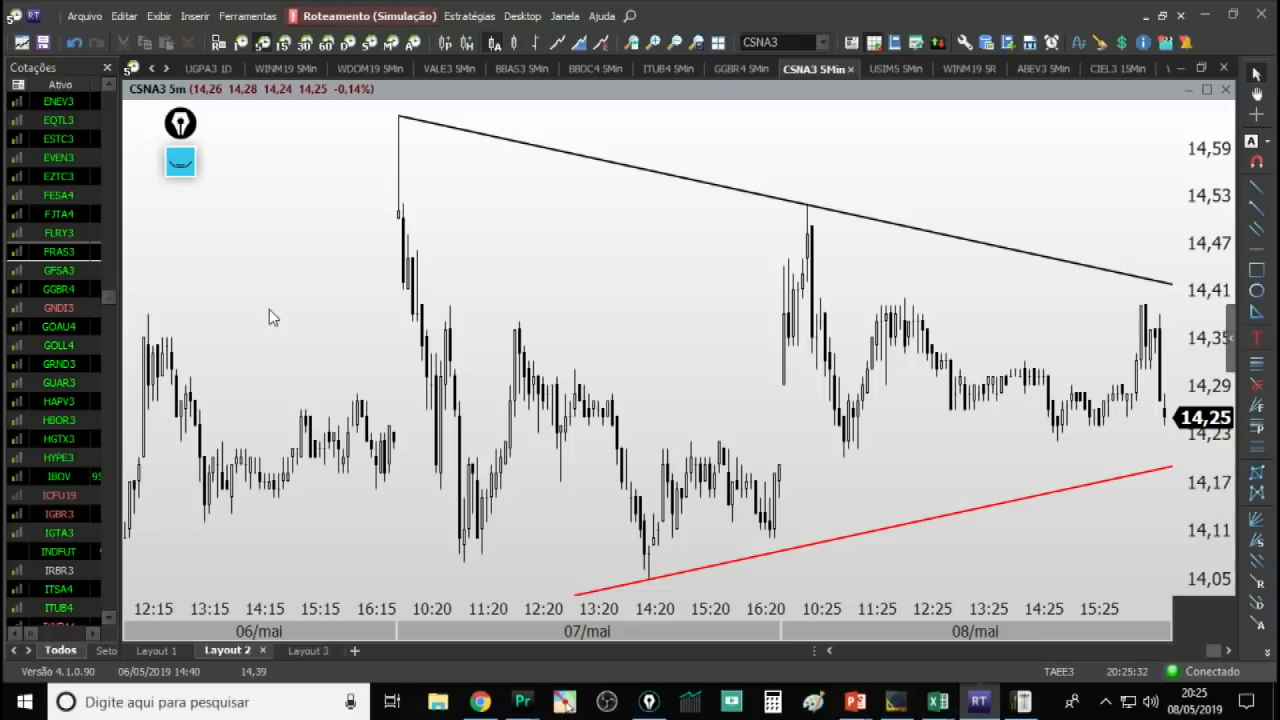 Arquivo Editar Exibir Inserir Ferramentas Roteamento (Simulação) Estratégias Desktop Janela Ajuda
CSNA3
Cotações
UGPA3 1D WINM19 5Min WDOM19 5Min VALE3 5Min BBAS3 5Min BBDC4 5Min ITUB4 5Min GGBR4 5Min CSNA3 5Min USIM5 5Min WINM19 5R ABEV3 5Min CIEL3 15Min
Ativo
CSNA3 5m (14,26 14,28 14,24 14,25 -0,14%)
ENEV3
EQTL3
ESTC3
EVEN3
EZTC3
FESA4
FJTA4
FLRY3
FRAS3
GFSA3
GGBR4
GNDI3
GOAU4
GOLL4
GRND3
GUAR3
HAPV3
HBOR3
HGTX3
HYPE3
IBOV 95
ICFU19
IGBR3
IGTA3
INDFUT
IRBR3
ITSA4
ITUB4
14,59
14,53
14,47
14,41
14,35
14,29
14,25
14,23
14,17
14,11
14,05
12:15 13:15 14:15 15:15 16:15 10:20 11:20 12:20 13:20 14:20 15:20 16:20 10:25 11:25 12:25 13:25 14:25 15:25
06/mai 07/mai 08/mai
Todos Seto Layout 1 Layout 2 Layout 3
Versão 4.1.0.90 06/05/2019 14:40 14,39 TAEE3 20:25:32 Conectado
Digite aqui para pesquisar
20:25
08/05/2019